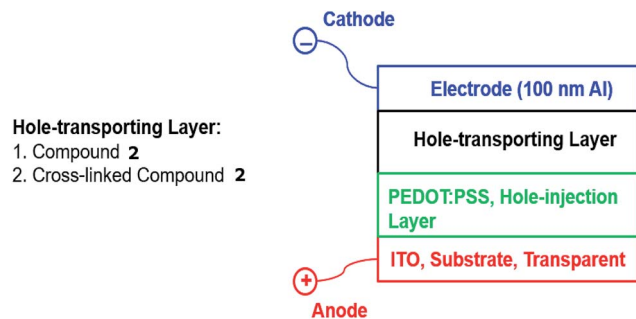 Cathode
−
Electrode (100 nm Al)
Hole-transporting Layer:
1. Compound 2
2. Cross-linked Compound 2
Hole-transporting Layer
PEDOT:PSS, Hole-injection
Layer
ITO, Substrate, Transparent
+
Anode